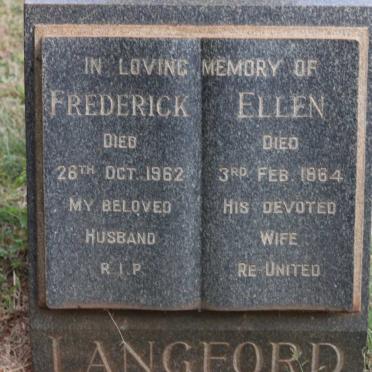 IN LOVING MEMORY OF
FREDERICK
DIED
26TH OCT. 1962
MY BELOVED
HUSBAND
R.I.P.
ELLEN
DIED
3RD FEB. 1964
HIS DEVOTED
WIFE
RE-UNITED
LANGFORD